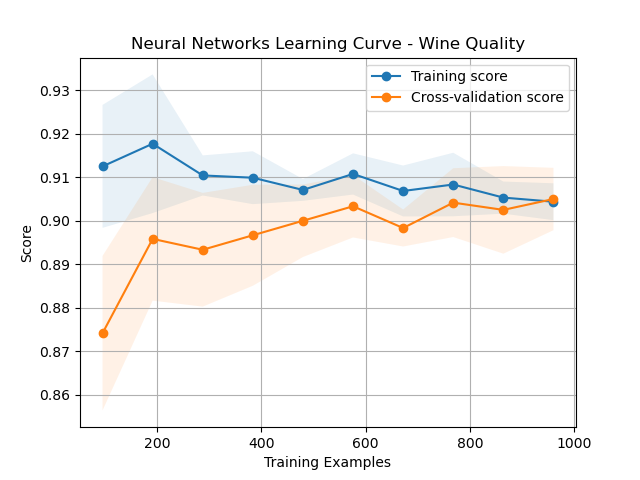 Neural Networks Learning Curve - Wine Quality
Training score
Cross-validation score
Score
0.93
0.92
0.91
0.90
0.89
0.88
0.87
0.86
200 400 600 800 1000
Training Examples